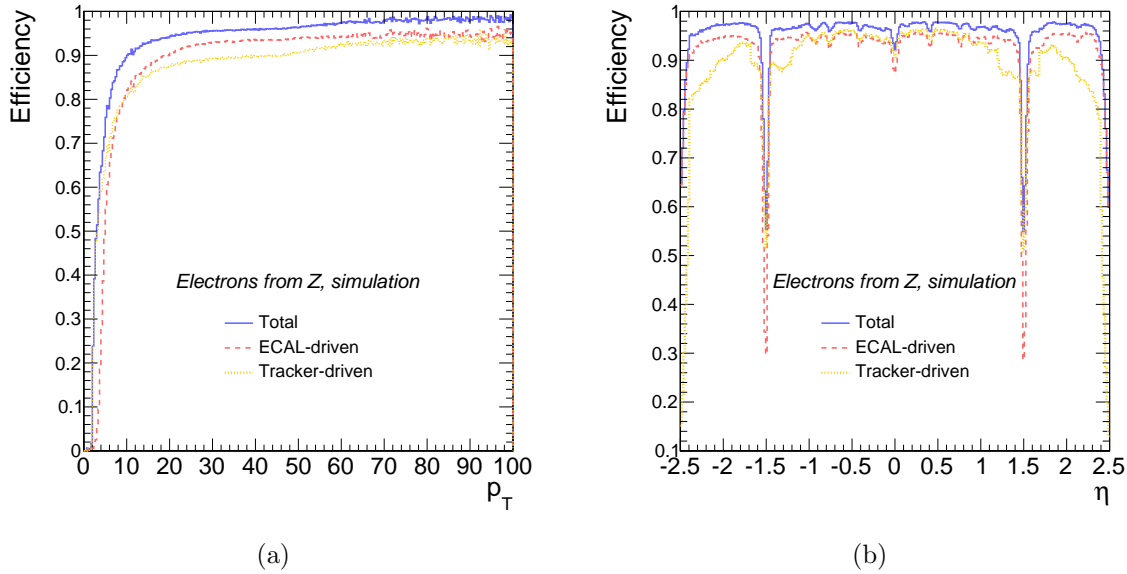 Efficiency
1
0.9
0.8
0.7
0.6
0.5
0.4
0.3
0.2
0.1
0
Electrons from Z, simulation
Total
ECAL-driven
Tracker-driven
0 10 20 30 40 50 60 70 80 90 100
p_T
(a)
Efficiency
1
0.9
0.8
0.7
0.6
0.5
0.4
0.3
0.2
0.1
Electrons from Z, simulation
Total
ECAL-driven
Tracker-driven
-2.5 -2 -1.5 -1 -0.5 0 0.5 1 1.5 2 2.5
η
(b)